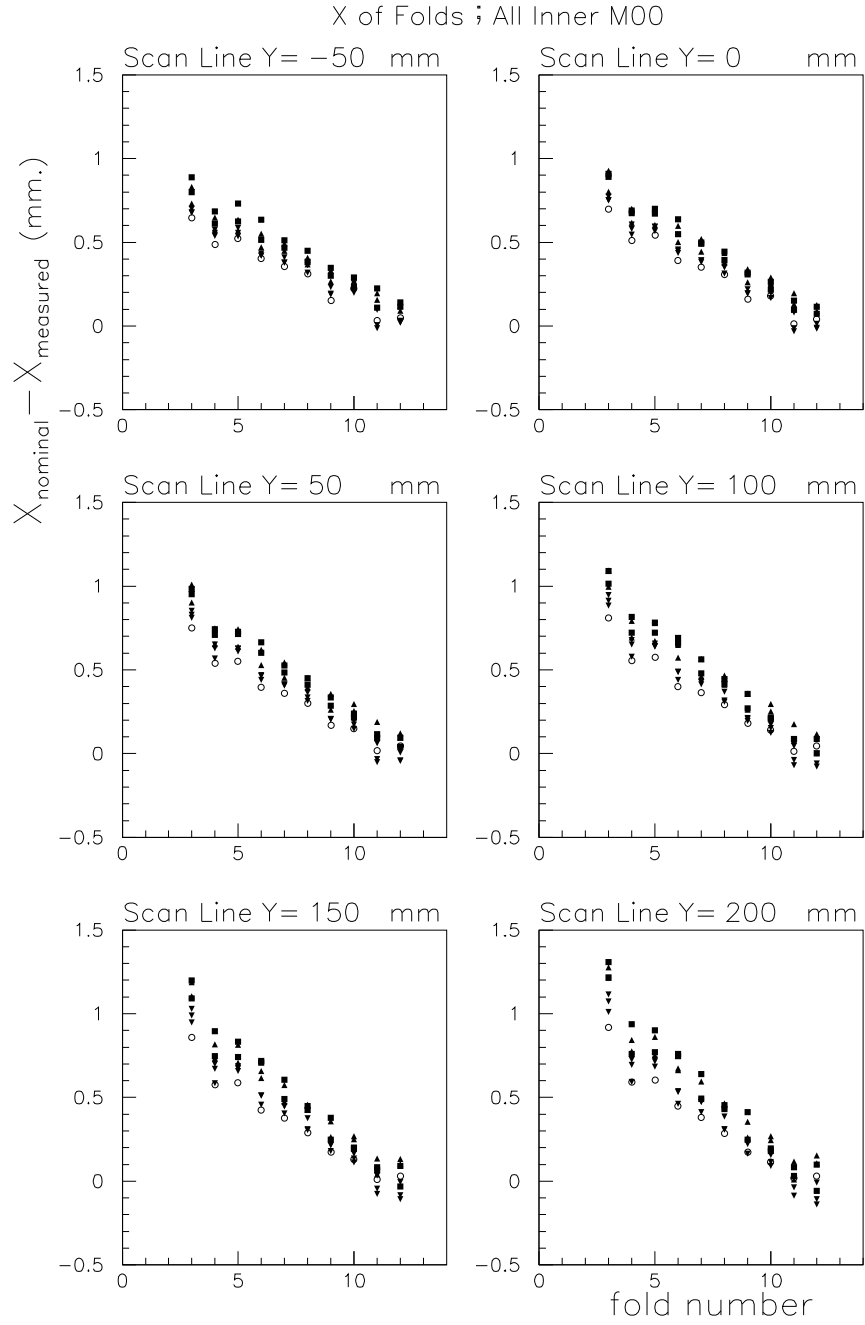 X of Folds ; All Inner M00
Scan Line Y= −50 mm
Scan Line Y= 0 mm
1.5
1
0.5
0
−0.5
0 5 10
1.5
1
0.5
0
−0.5
0 5 10
X_nominal − X_measured (mm.)
Scan Line Y= 50 mm
Scan Line Y= 100 mm
1.5
1
0.5
0
−0.5
0 5 10
1.5
1
0.5
0
−0.5
0 5 10
Scan Line Y= 150 mm
Scan Line Y= 200 mm
1.5
1
0.5
0
−0.5
0 5 10
1.5
1
0.5
0
−0.5
0 5 10
fold number